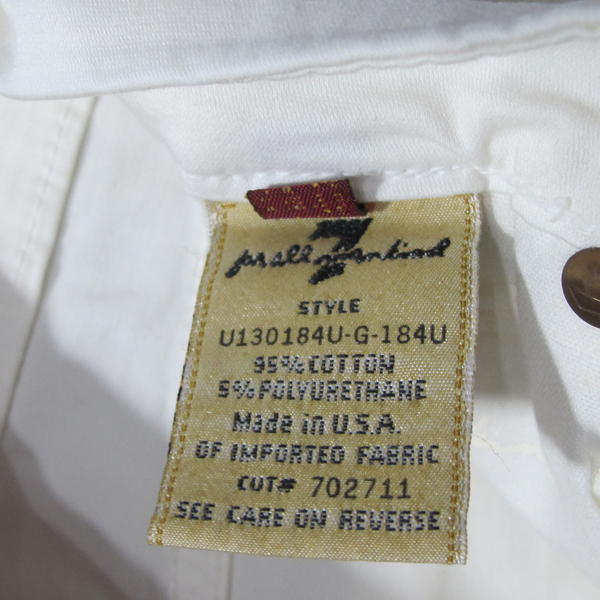 7
for all mankind
STYLE
U130184U-G-184U
95% COTTON
5% POLYURETHANE
Made in U.S.A.
OF IMPORTED FABRIC
CUT# 702711
SEE CARE ON REVERSE